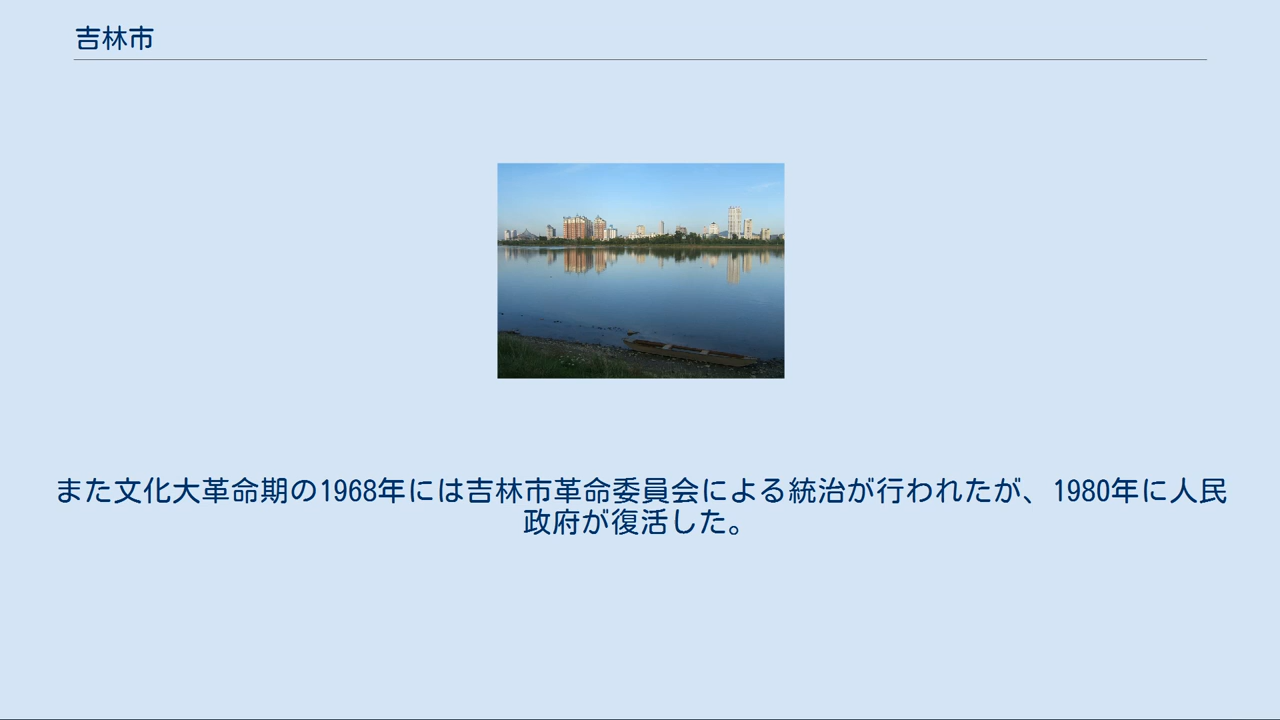 吉林市
また文化大革命期の1968年には吉林市革命委員会による統治が行われたが、1980年に人民
政府が復活した。